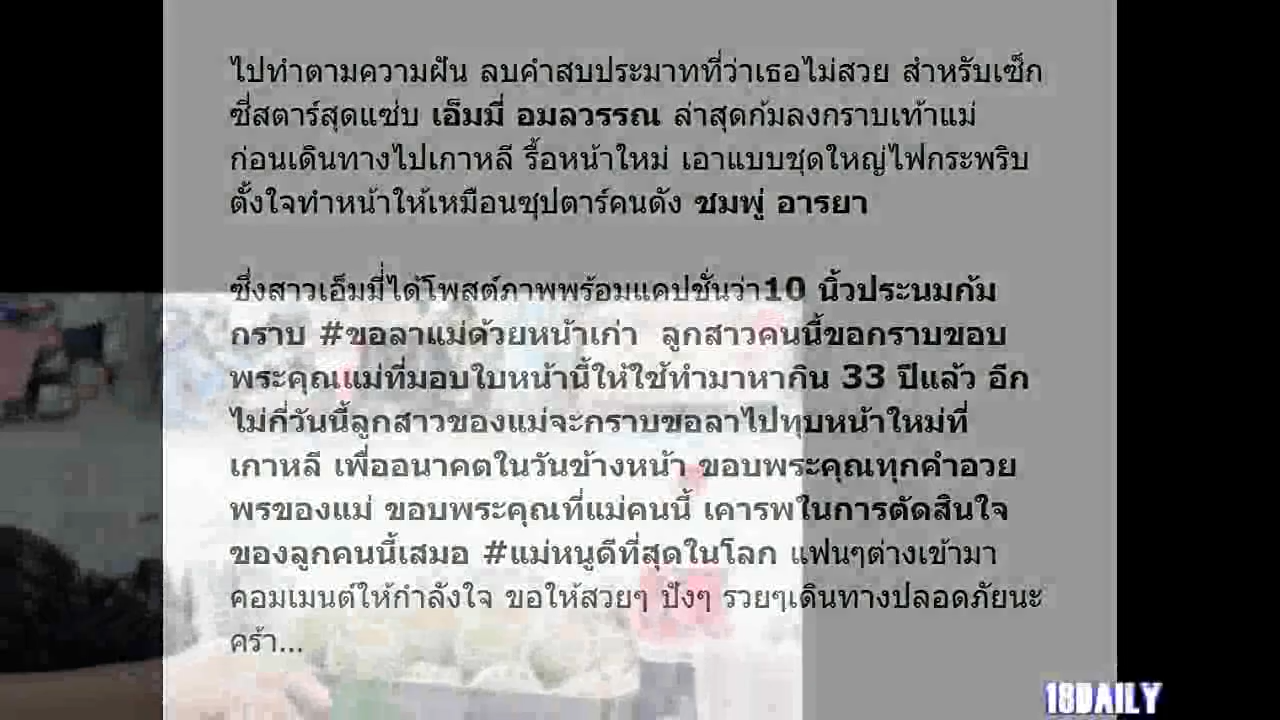 ไปทำตามความฝัน ลบคำสบประมาทที่ว่าเธอไม่สวย สำหรับเซ็ก
ซี่สตาร์สุดแซ่บ เอ็มมี่ อมลวรรณ ล่าสุดก้มลงกราบเท้าแม่
ก่อนเดินทางไปเกาหลี รื้อหน้าใหม่ เอาแบบชุดใหญ่ไฟกระพริบ
ตั้งใจทำหน้าให้เหมือนซุปตาร์คนดัง ชมพู่ อารยา
ซึ่งสาวเอ็มมี่ได้โพสต์ภาพพร้อมแคปชั่นว่า10 นิ้วประนมก้ม
กราบ #ขอลาแม่ด้วยหน้าเก่า ลูกสาวคนนี้ขอกราบขอบ
พระคุณแม่ที่มอบใบหน้านี้ให้ใช้ทำมาหากิน 33 ปีแล้ว อีก
ไม่กี่วันนี้ลูกสาวของแม่จะกราบขอลาไปทุบหน้าใหม่ที่
เกาหลี เพื่ออนาคตในวันข้างหน้า ขอบพระคุณทุกคำอวย
พรของแม่ ขอบพระคุณที่แม่คนนี้ เคารพในการตัดสินใจ
ของลูกคนนี้เสมอ #แม่หนูดีที่สุดในโลก แฟนๆต่างเข้ามา
คอมเมนต์ให้กำลังใจ ขอให้สวยๆ ปังๆ รวยๆเดินทางปลอดภัยนะ
คร้า...
18DAILY